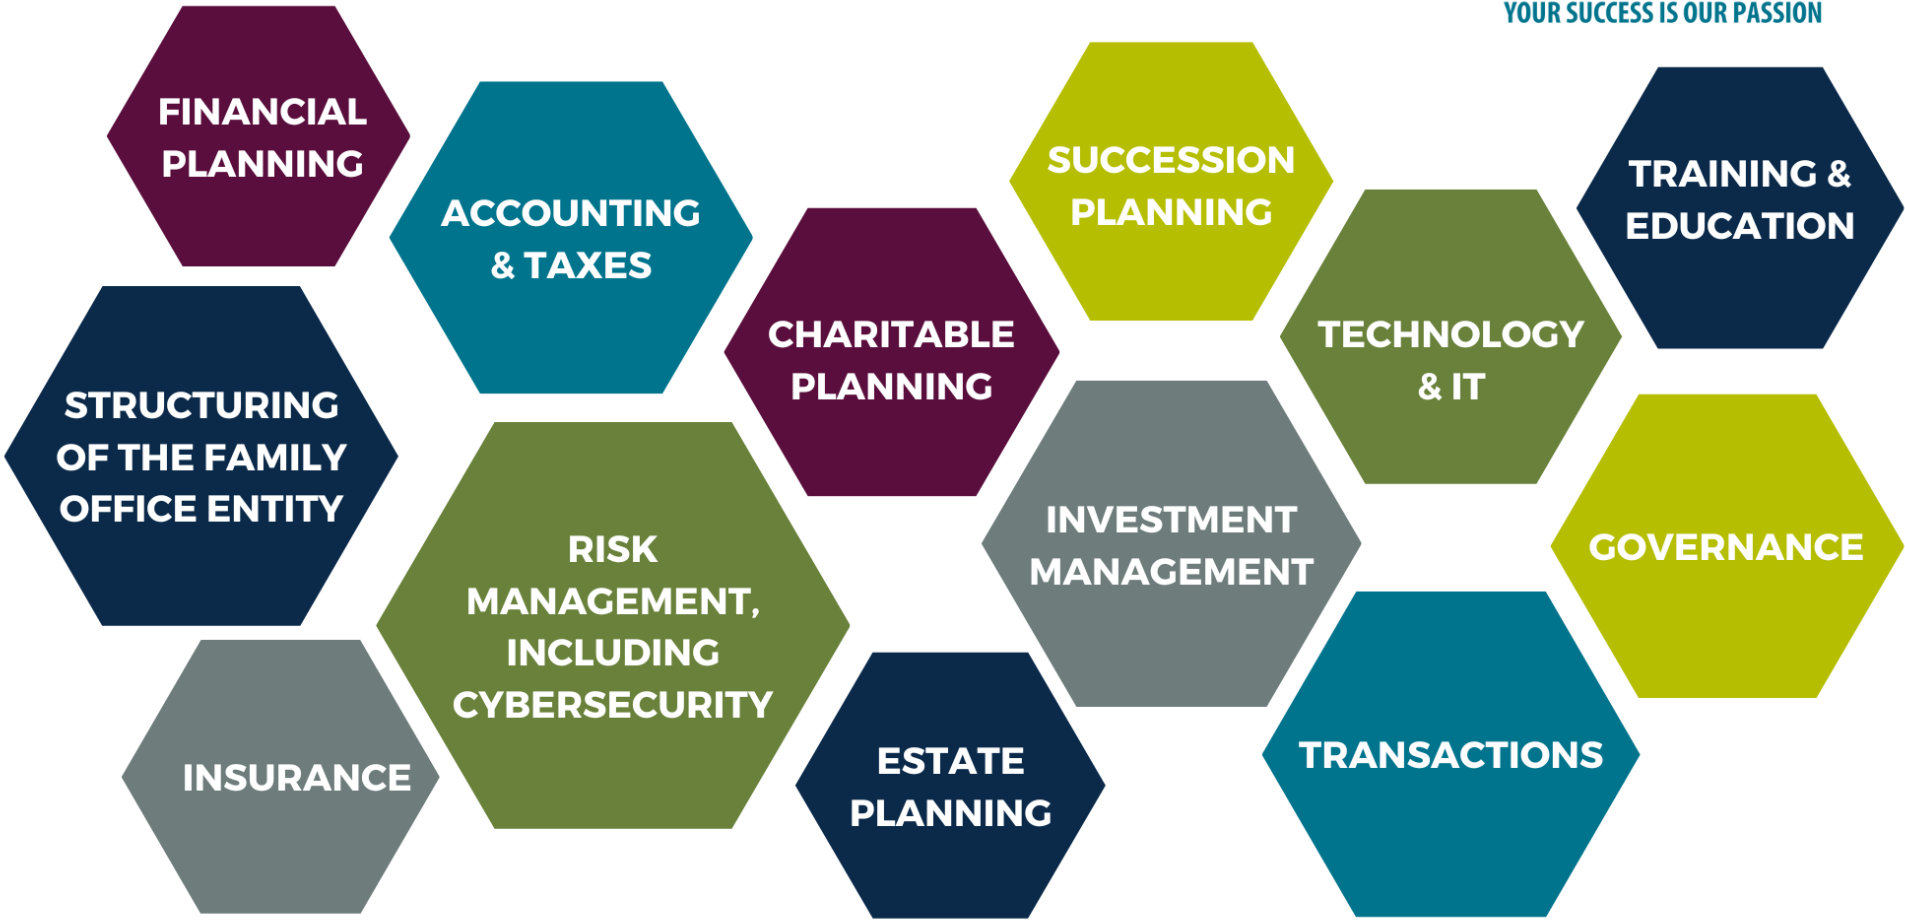 YOUR SUCCESS IS OUR PASSION
FINANCIAL
PLANNING
ACCOUNTING
& TAXES
CHARITABLE
PLANNING
SUCCESSION
PLANNING
TECHNOLOGY
& IT
TRAINING &
EDUCATION
STRUCTURING
OF THE FAMILY
OFFICE ENTITY
RISK
MANAGEMENT,
INCLUDING
CYBERSECURITY
INVESTMENT
MANAGEMENT
GOVERNANCE
INSURANCE
ESTATE
PLANNING
TRANSACTIONS